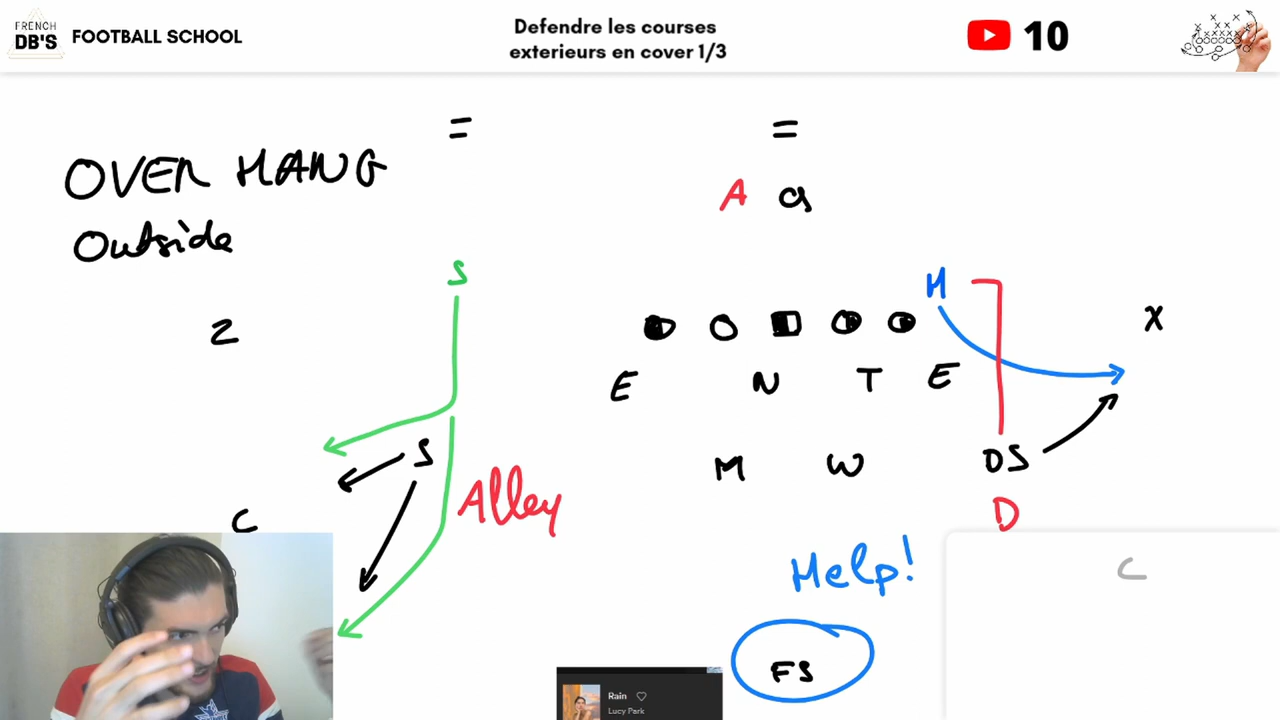 FRENCH
DB'S
FOOTBALL SCHOOL
Defendre les courses
exterieurs en cover 1/3
10
= =
OVER HANG
A a
Outside
S
H
2
X
E N T E
S
M W DS
Alley
D
C
Help!
C
FS
Rain
Lucy Park